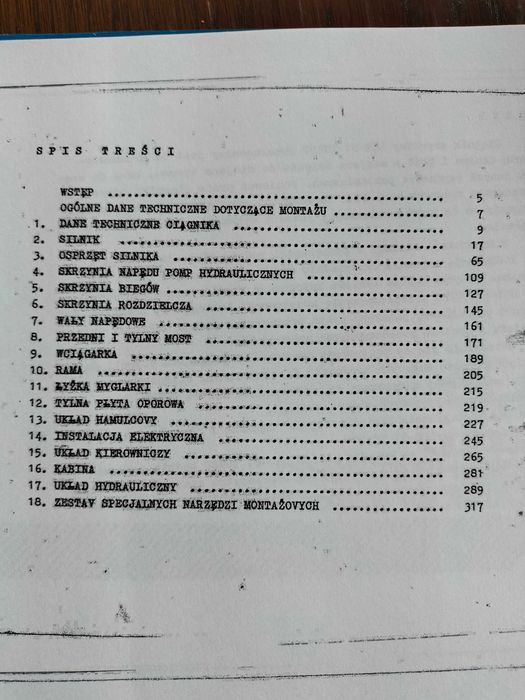 SPIS TREŚCI
WSTĘP ........................................ 5
OGÓLNE DANE TECHNICZNE DOTYCZĄCE MONTAŻU ............... 7
1. DANE TECHNICZNE CIĄGNIKA ........................... 9
2. SILNIK ........................................ 17
3. OSPRZĘT SILNIKA ................................... 65
4. SKRZYNIA NAPĘDU POMP HYDRAULICZNYCH ................. 109
5. SKRZYNIA BIEGÓW ................................... 127
6. SKRZYNIA ROZDZIELCZA ............................... 145
7. WAŁY NAPĘDOWE ..................................... 161
8. PRZEDNI I TYLNY MOST ............................... 171
9. WCIĄGARKA ........................................ 189
10. RAMA ........................................ 205
11. ŁYŻKA MYGLARKI ................................... 215
12. TYLNA PŁYTA OPOROWA ............................... 219
13. UKŁAD HAMULCOVY ................................... 227
14. INSTALACJA ELEKTRYCZNA ............................. 245
15. UKŁAD KIEROWNICZY ................................. 265
16. KABINA ........................................ 281
17. UKŁAD HYDRAULICZNY ................................. 289
18. ZESTAV SPECJALNYCH NARZĘDZI MONTAŻOVYCH ............. 317